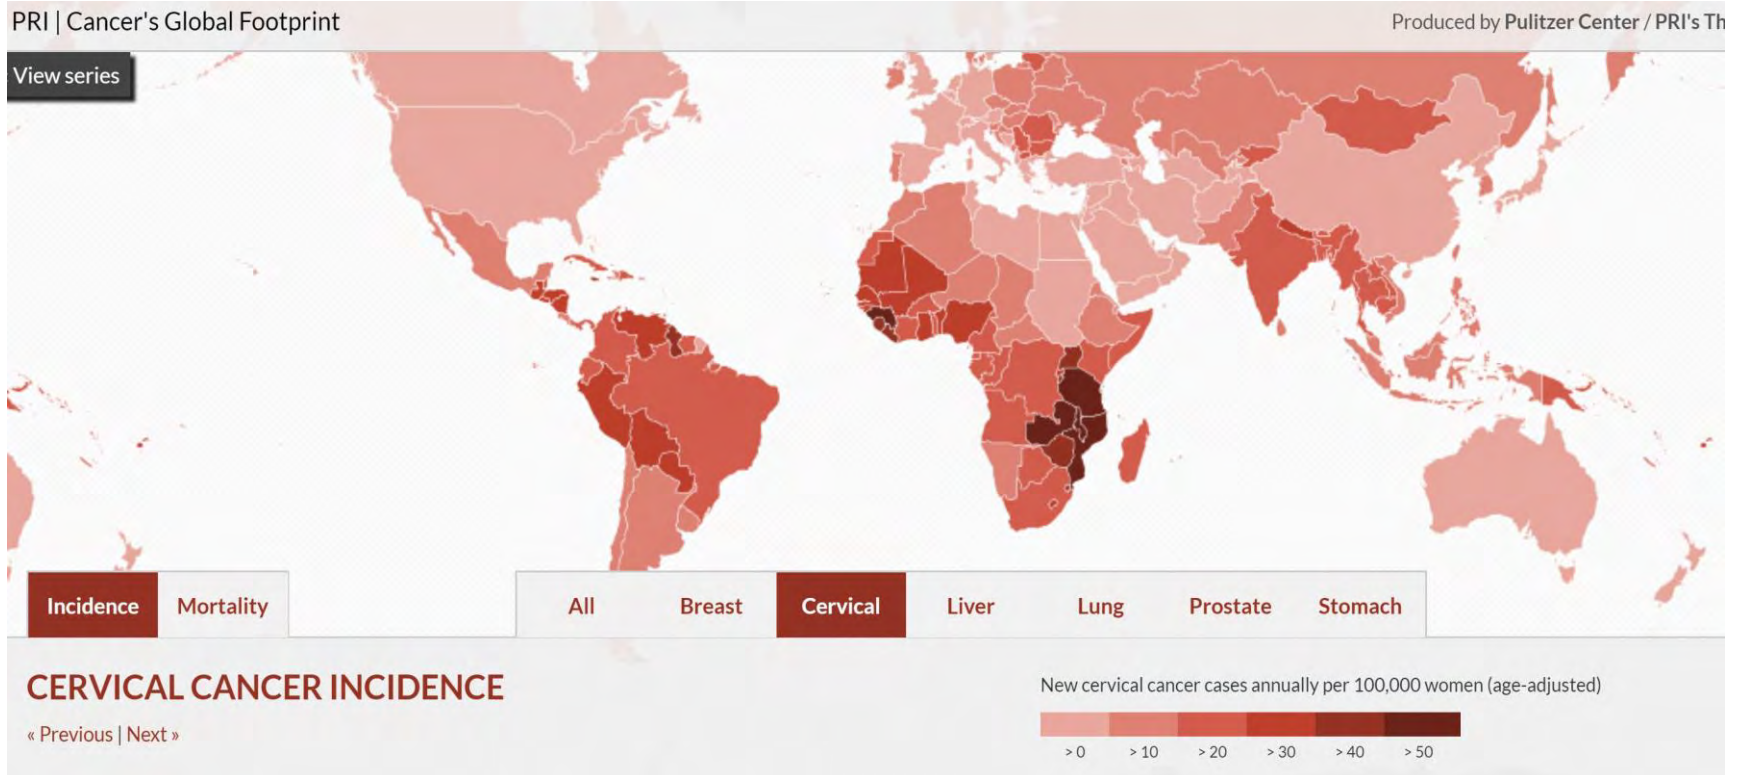 PRI | Cancer's Global Footprint
Produced by Pulitzer Center / PRI's Th
View series
Incidence
Mortality
All
Breast
Cervical
Liver
Lung
Prostate
Stomach
CERVICAL CANCER INCIDENCE
« Previous | Next »
New cervical cancer cases annually per 100,000 women (age-adjusted)
> 0
> 10
> 20
> 30
> 40
> 50